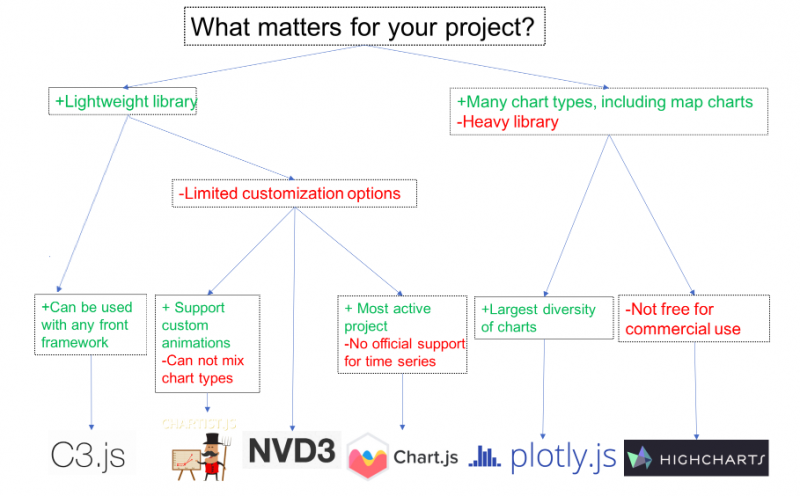 What matters for your project?
+Lightweight library
+Many chart types, including map charts
-Heavy library
-Limited customization options
+Can be used
with any front
framework
+ Support
custom
animations
-Can not mix
chart types
+ Most active
project
-No official support
for time series
+Largest diversity
of charts
-Not free for
commercial use
C3.js
CHARTIST.JS
NVD3
Chart.js
plotly.js
HIGHCHARTS